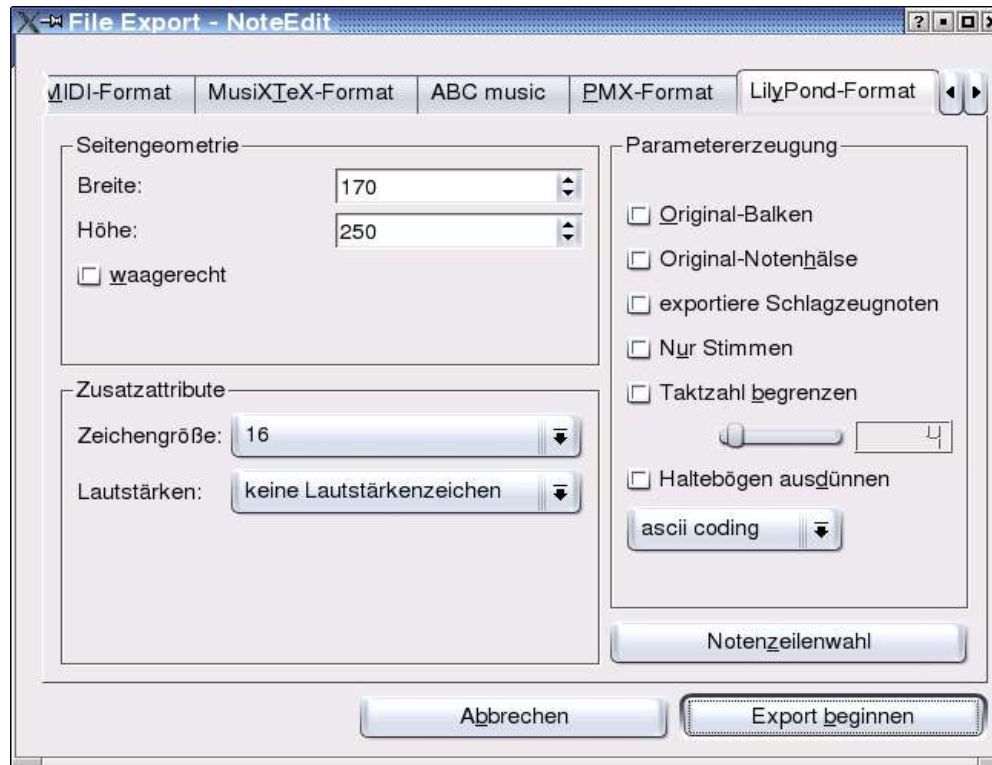 File Export - NoteEdit
MIDI-Format
MusiXTeX-Format
ABC music
PMX-Format
LilyPond-Format
Seitengeometrie
Breite:
170
Höhe:
250
waagerecht
Zusatzattribute
Zeichengröße:
16
Lautstärken:
keine Lautstärkenzeichen
Parametererzeugung
Original-Balken
Original-Notenhälse
exportiere Schlagzeugnoten
Nur Stimmen
Taktzahl begrenzen
4
Haltebögen ausdünnen
ascii coding
Notenzeilenwahl
Abbrechen
Export beginnen